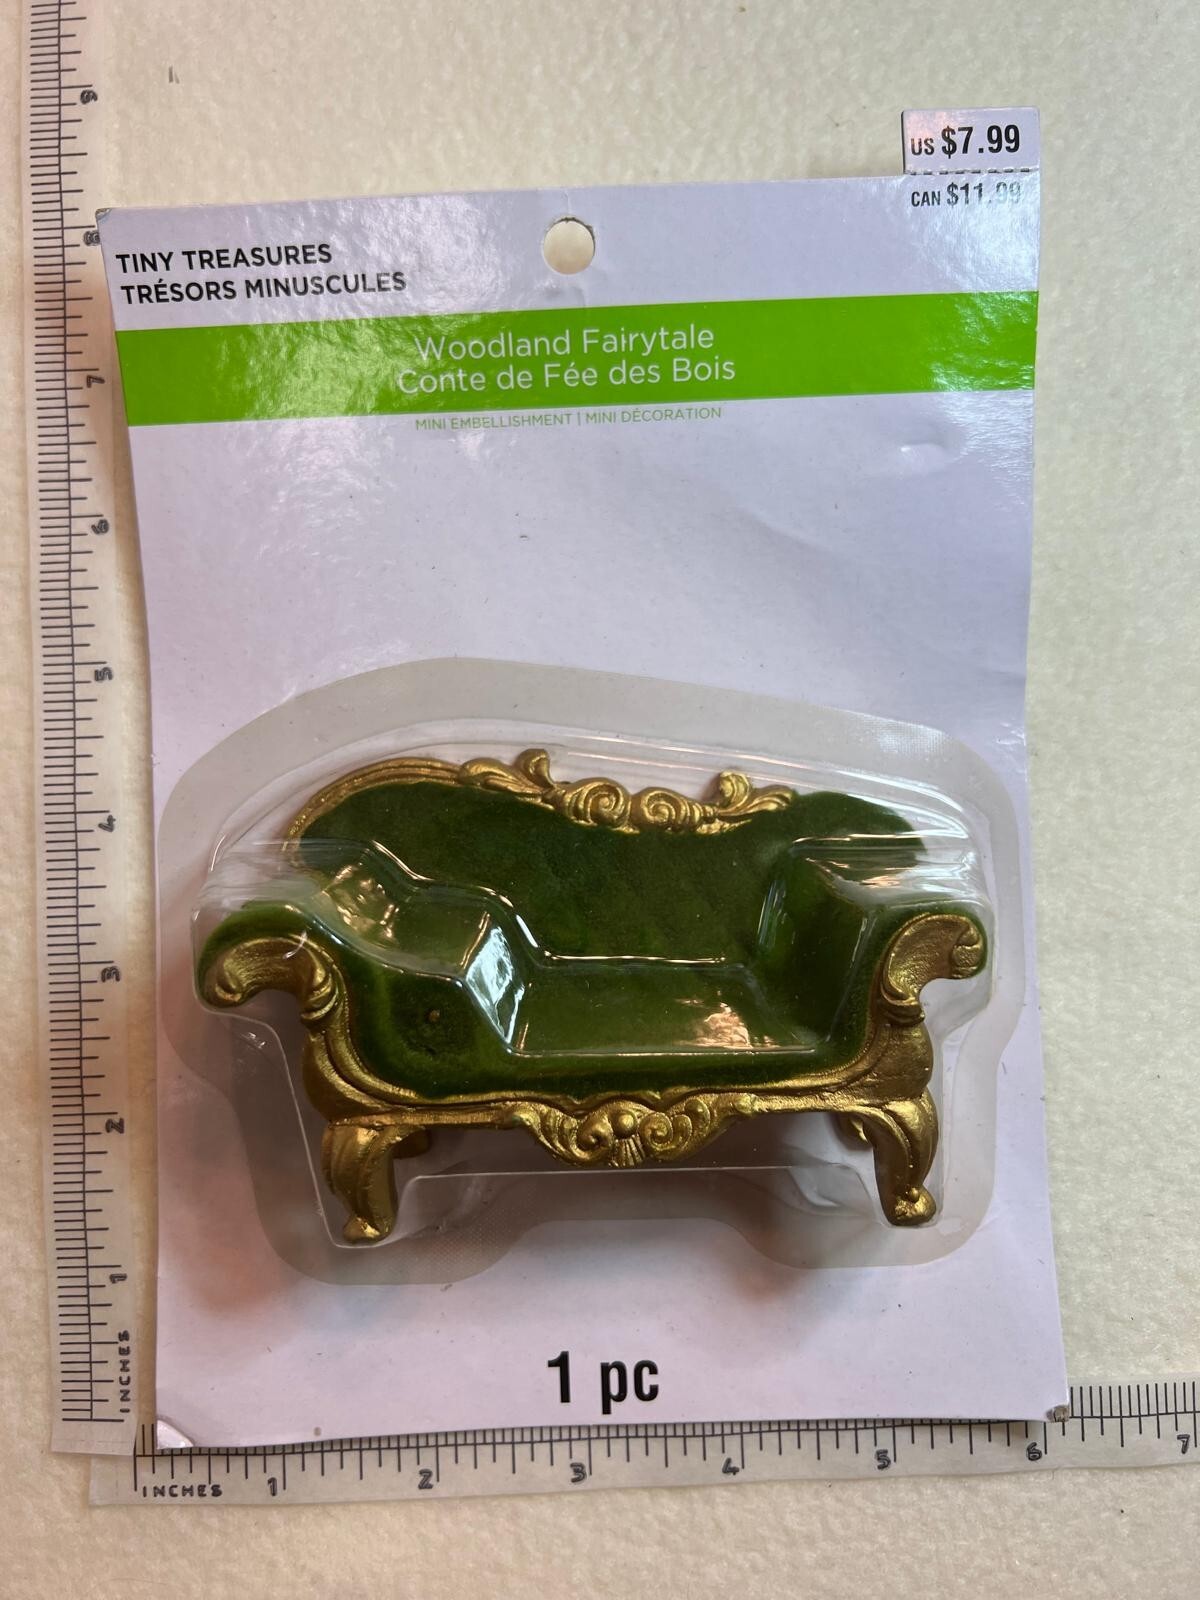 US $7.99
CAN $11.99
TINY TREASURES
TRÉSORS MINUSCULES
Woodland Fairytale
Conte de Fée des Bois
MINI EMBELLISHMENT | MINI DÉCORATION
1 pc
9
8
7
6
5
4
3
2
1
INCHES
INCHES 1 2 3 4 5 6 7